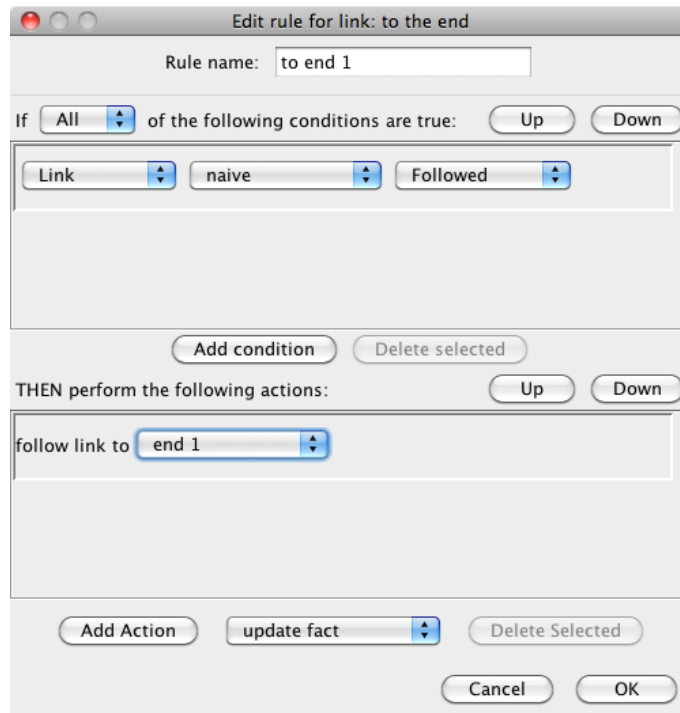 Edit rule for link: to the end
Rule name: to end 1
If All of the following conditions are true: Up Down
Link naive Followed
Add condition Delete selected
THEN perform the following actions: Up Down
follow link to end 1
Add Action update fact Delete Selected
Cancel OK